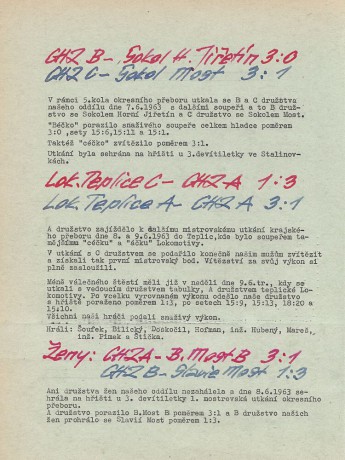 CHZ B - Sokol H. Jiřetín 3:0
CHZ C - Sokol Most 3:1
V rámci 5.kola okresního přeboru utkala se B a C družstva
našeho oddílu dne 7.6.1963 s dalšími soupeři a to B druž-
stvo se Sokolem Horní Jiřetín a C družstvo se Sokolem Most.
"Béčko" porazilo snaživého soupeře celkem hladce poměrem
3:0 ,sety 15:6,15:11 a 15:1.
Taktéž "céčko" zvítězilo poměrem 3:1.
Utkání byla sehrána na hřišti u 3.devítiletky ve Stalinov-
kách.
Lok. Teplice C - CHZ A 1:3
Lok. Teplice A - CHZ A 3:1
A družstvo zajíždělo k dalšímu mistrovskému utkání krajské-
ho přeboru dne 8. a 9.6.1963 do Teplic,kde bylo soupeřem ta-
mějšímu "céčku" a "áčku" Lokomotivy.
V utkání s C družstvem se podařilo konečně našim mužům zvítězit
a získali tak první mistrovský bod. Vítězství za svůj výkon si
plně zasloužili.
Méně válečného štěstí měli již v neděli dne 9.6.tr., kdy se
utkali s vedoucím družstvem tabulky, A družstvem teplické Lo-
komotivy. Po vcelku vyrovnaném výkonu odešlo naše družstvo
s hřiště poraženo poměrem 1:3, po setech 15:9, 15:13, 18:20 a
15:10.
Všichni naši hráči podali snaživý výkon.
Hráli: Šoufek, Šilický, Doskočil, Hofman, inž. Hubený, Mareš,
inž. Pimek a Štička.
Ženy: CHZ A - B. Most B 3:1
CHZ B - Slavie Most 1:3
Ani družstva žen našeho oddílu nezahálela a dne 8.6.1963 se-
hrála na hřišti u 3. devítiletky 1. mostrovská utkání okresního
přeboru.
A družstvo porazilo B.Most B poměrem 3:1 a B družstvo našich
žen prohrálo se Slavií Most poměrem 1:3.